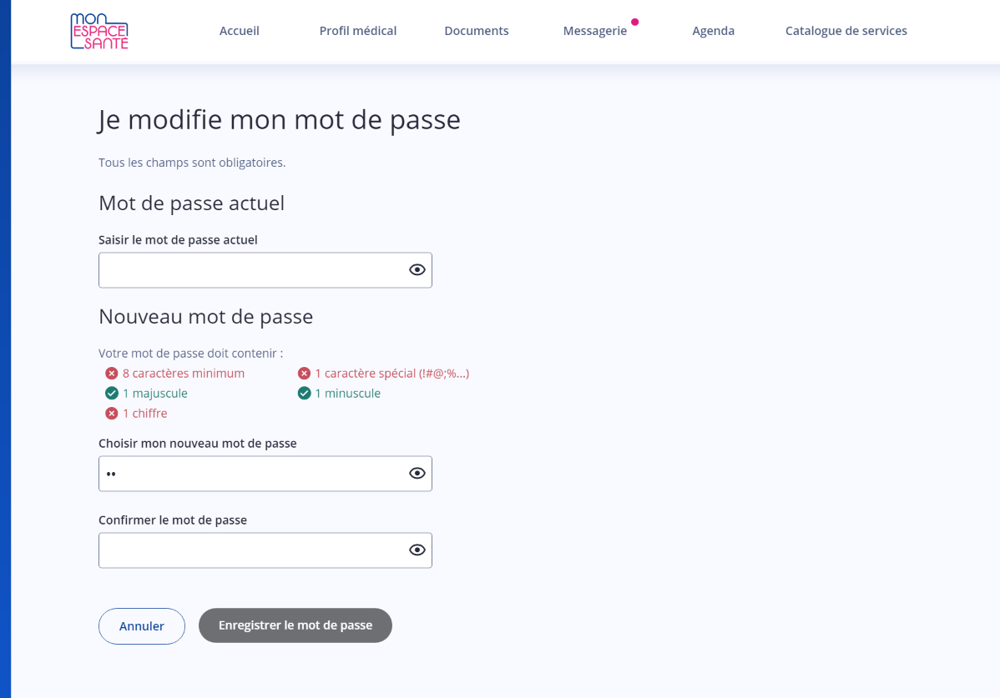 MON
ESPACE
SANTÉ
Accueil
Profil médical
Documents
Messagerie
Agenda
Catalogue de services
Je modifie mon mot de passe
Tous les champs sont obligatoires.
Mot de passe actuel
Saisir le mot de passe actuel
Nouveau mot de passe
Votre mot de passe doit contenir :
8 caractères minimum
1 caractère spécial (!#@;%...)
1 majuscule
1 minuscule
1 chiffre
Choisir mon nouveau mot de passe
••
Confirmer le mot de passe
Annuler
Enregistrer le mot de passe